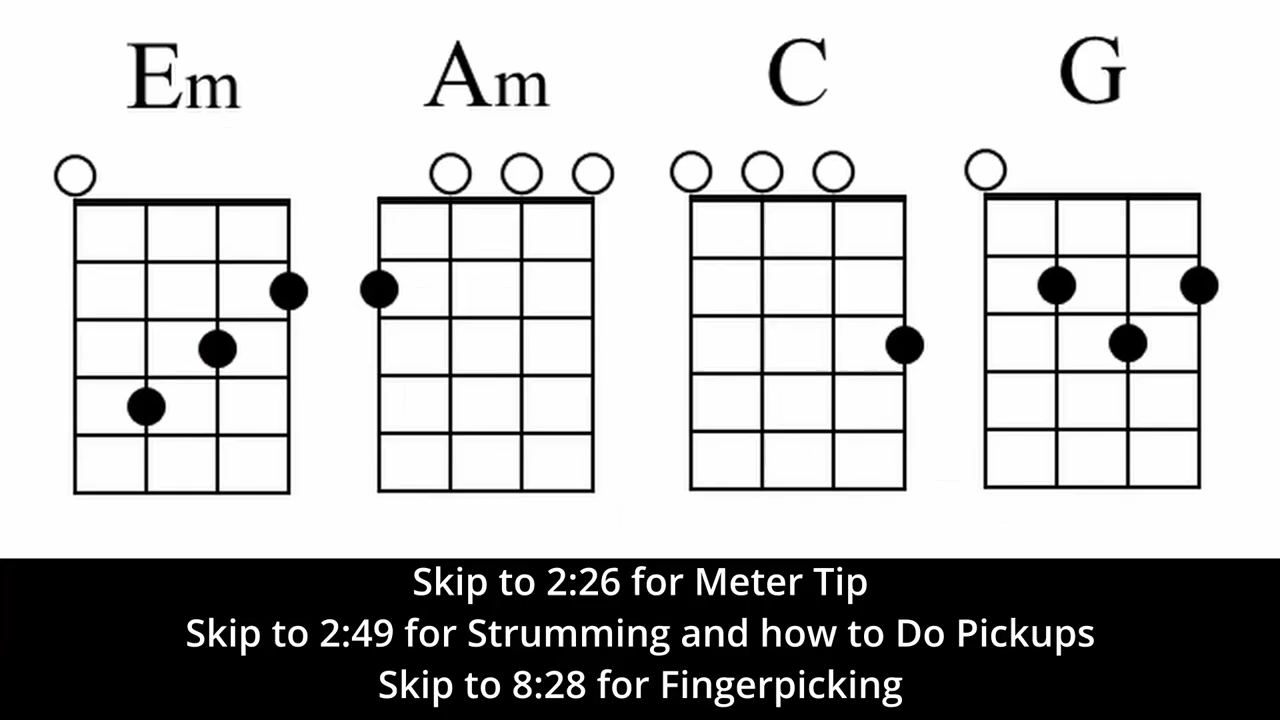 Em Am C G
Skip to 2:26 for Meter Tip
Skip to 2:49 for Strumming and how to Do Pickups
Skip to 8:28 for Fingerpicking